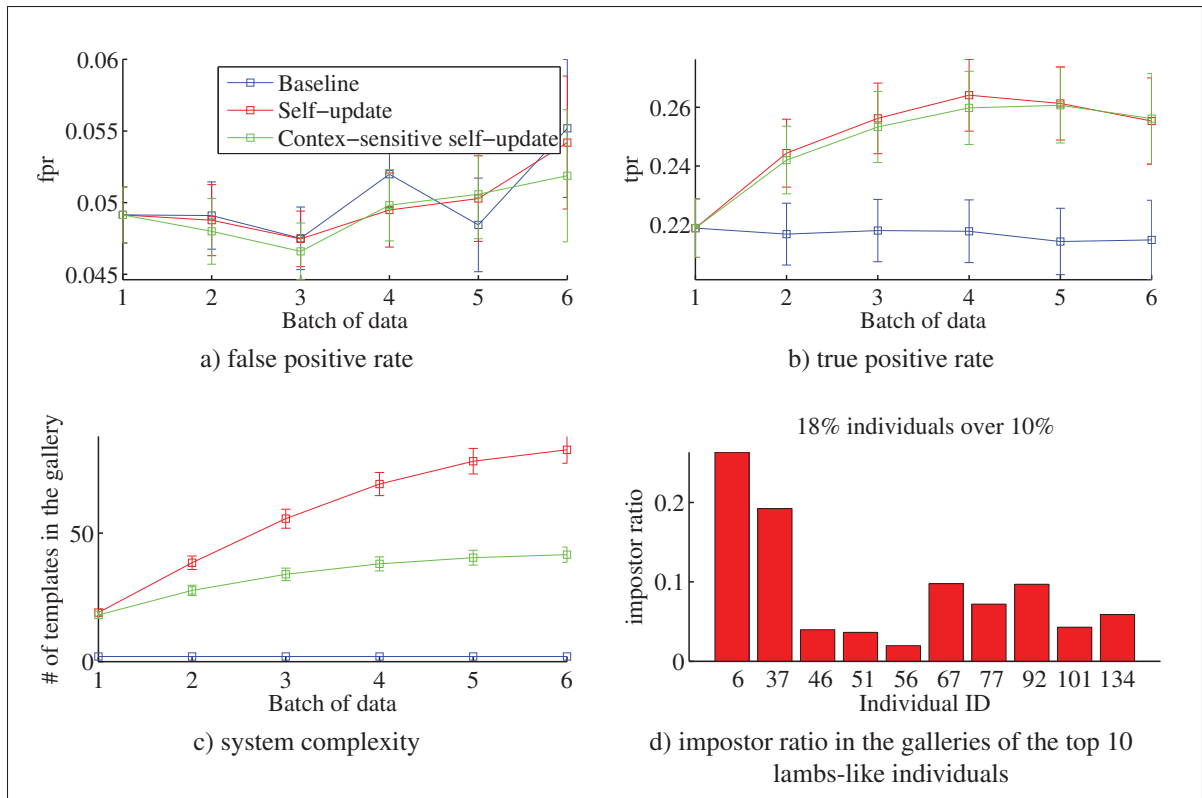 0.06
0.055
0.05
0.045
fpr
Baseline
Self−update
Contex−sensitive self−update
1 2 3 4 5 6
Batch of data
a) false positive rate
0.26
0.24
0.22
tpr
1 2 3 4 5 6
Batch of data
b) true positive rate
50
0
# of templates in the gallery
1 2 3 4 5 6
Batch of data
c) system complexity
18% individuals over 10%
0.2
0.1
0
impostor ratio
6 37 46 51 56 67 77 92 101 134
Individual ID
d) impostor ratio in the galleries of the top 10
lambs-like individuals